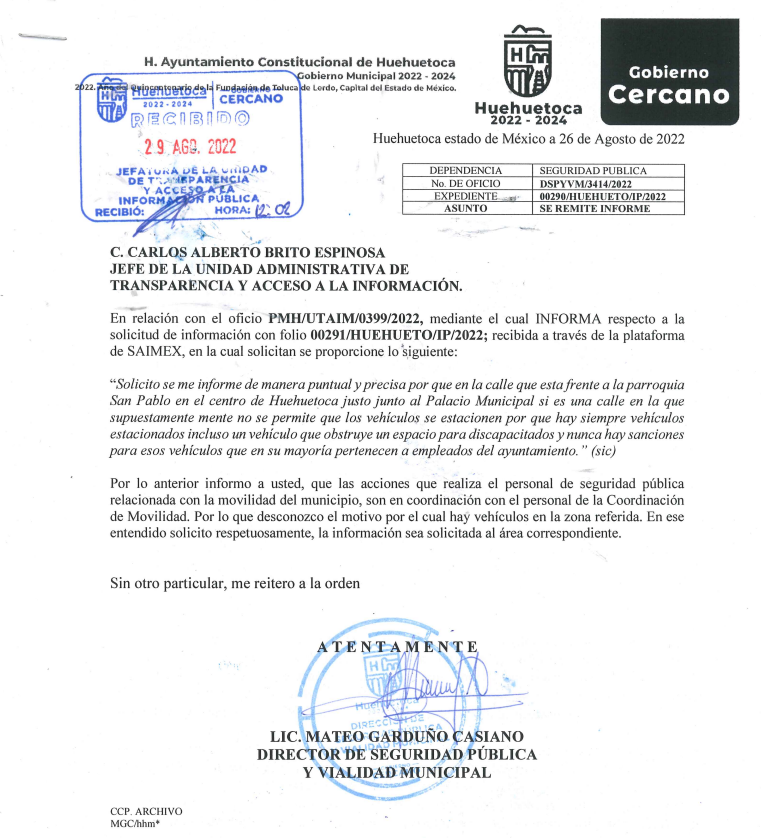 H. Ayuntamiento Constitucional de Huehuetoca
Gobierno Municipal 2022 - 2024
2022. Año del Quincentenario de la Fundación de Toluca de Lerdo, Capital del Estado de México.
Huehuetoca
2022 - 2024
Gobierno
Cercano
Huehuetoca
2022 - 2024
CERCANO
RECIBIDO
29 AGO. 2022
JEFATURA DE LA UNIDAD
DE TRANSPARENCIA
Y ACCESO A LA
INFORMACIÓN PÚBLICA
RECIBIÓ: HORA: 12:02
Huehuetoca estado de México a 26 de Agosto de 2022
DEPENDENCIA SEGURIDAD PUBLICA
No. DE OFICIO DSPYVM/3414/2022
EXPEDIENTE 00290/HUEHUETO/IP/2022
ASUNTO SE REMITE INFORME
C. CARLOS ALBERTO BRITO ESPINOSA
JEFE DE LA UNIDAD ADMINISTRATIVA DE
TRANSPARENCIA Y ACCESO A LA INFORMACIÓN.
En relación con el oficio PMH/UTAIM/0399/2022, mediante el cual INFORMA respecto a la
solicitud de información con folio 00291/HUEHUETO/IP/2022; recibida a través de la plataforma
de SAIMEX, en la cual solicitan se proporcione lo siguiente:
“Solicito se me informe de manera puntual y precisa por que en la calle que esta frente a la parroquia
San Pablo en el centro de Huehuetoca justo junto al Palacio Municipal si es una calle en la que
supuestamente mente no se permite que los vehículos se estacionen por que hay siempre vehículos
estacionados incluso un vehículo que obstruye un espacio para discapacitados y nunca hay sanciones
para esos vehículos que en su mayoría pertenecen a empleados del ayuntamiento.” (sic)
Por lo anterior informo a usted, que las acciones que realiza el personal de seguridad pública
relacionada con la movilidad del municipio, son en coordinación con el personal de la Coordinación
de Movilidad. Por lo que desconozco el motivo por el cual hay vehículos en la zona referida. En ese
entendido solicito respetuosamente, la información sea solicitada al área correspondiente.
Sin otro particular, me reitero a la orden
A T E N T A M E N T E
LIC. MATEO GARDUÑO CASIANO
DIRECTOR DE SEGURIDAD PÚBLICA
Y VIALIDAD MUNICIPAL
CCP. ARCHIVO
MGC/hhm*